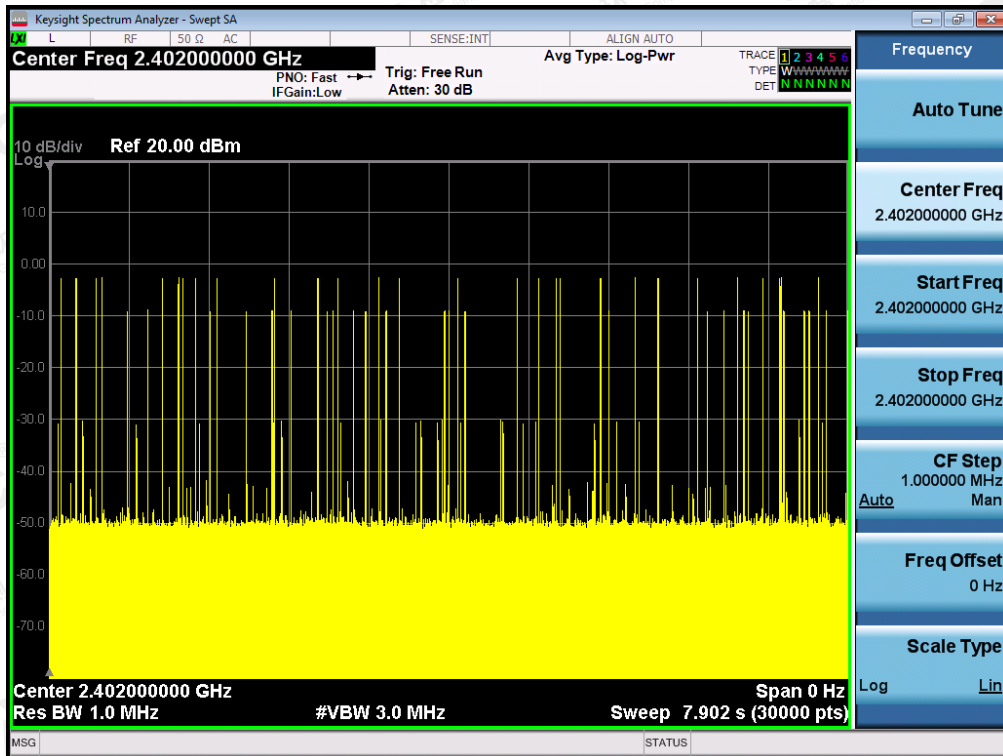 Keysight Spectrum Analyzer - Swept SA
LXI L RF 50 Ω AC SENSE:INT ALIGN AUTO
Center Freq 2.402000000 GHz
PNO: Fast
IFGain:Low
Trig: Free Run
Atten: 30 dB
Avg Type: Log-Pwr
TRACE 1 2 3 4 5 6
TYPE WWWWWWW
DET N N N N N N
10 dB/div Ref 20.00 dBm
Log
10.0
0.00
-10.0
-20.0
-30.0
-40.0
-50.0
-60.0
-70.0
Center 2.402000000 GHz
Span 0 Hz
Res BW 1.0 MHz
#VBW 3.0 MHz
Sweep 7.902 s (30000 pts)
MSG
STATUS
Frequency
Auto Tune
Center Freq
2.402000000 GHz
Start Freq
2.402000000 GHz
Stop Freq
2.402000000 GHz
CF Step
1.000000 MHz
Auto Man
Freq Offset
0 Hz
Scale Type
Log Lin